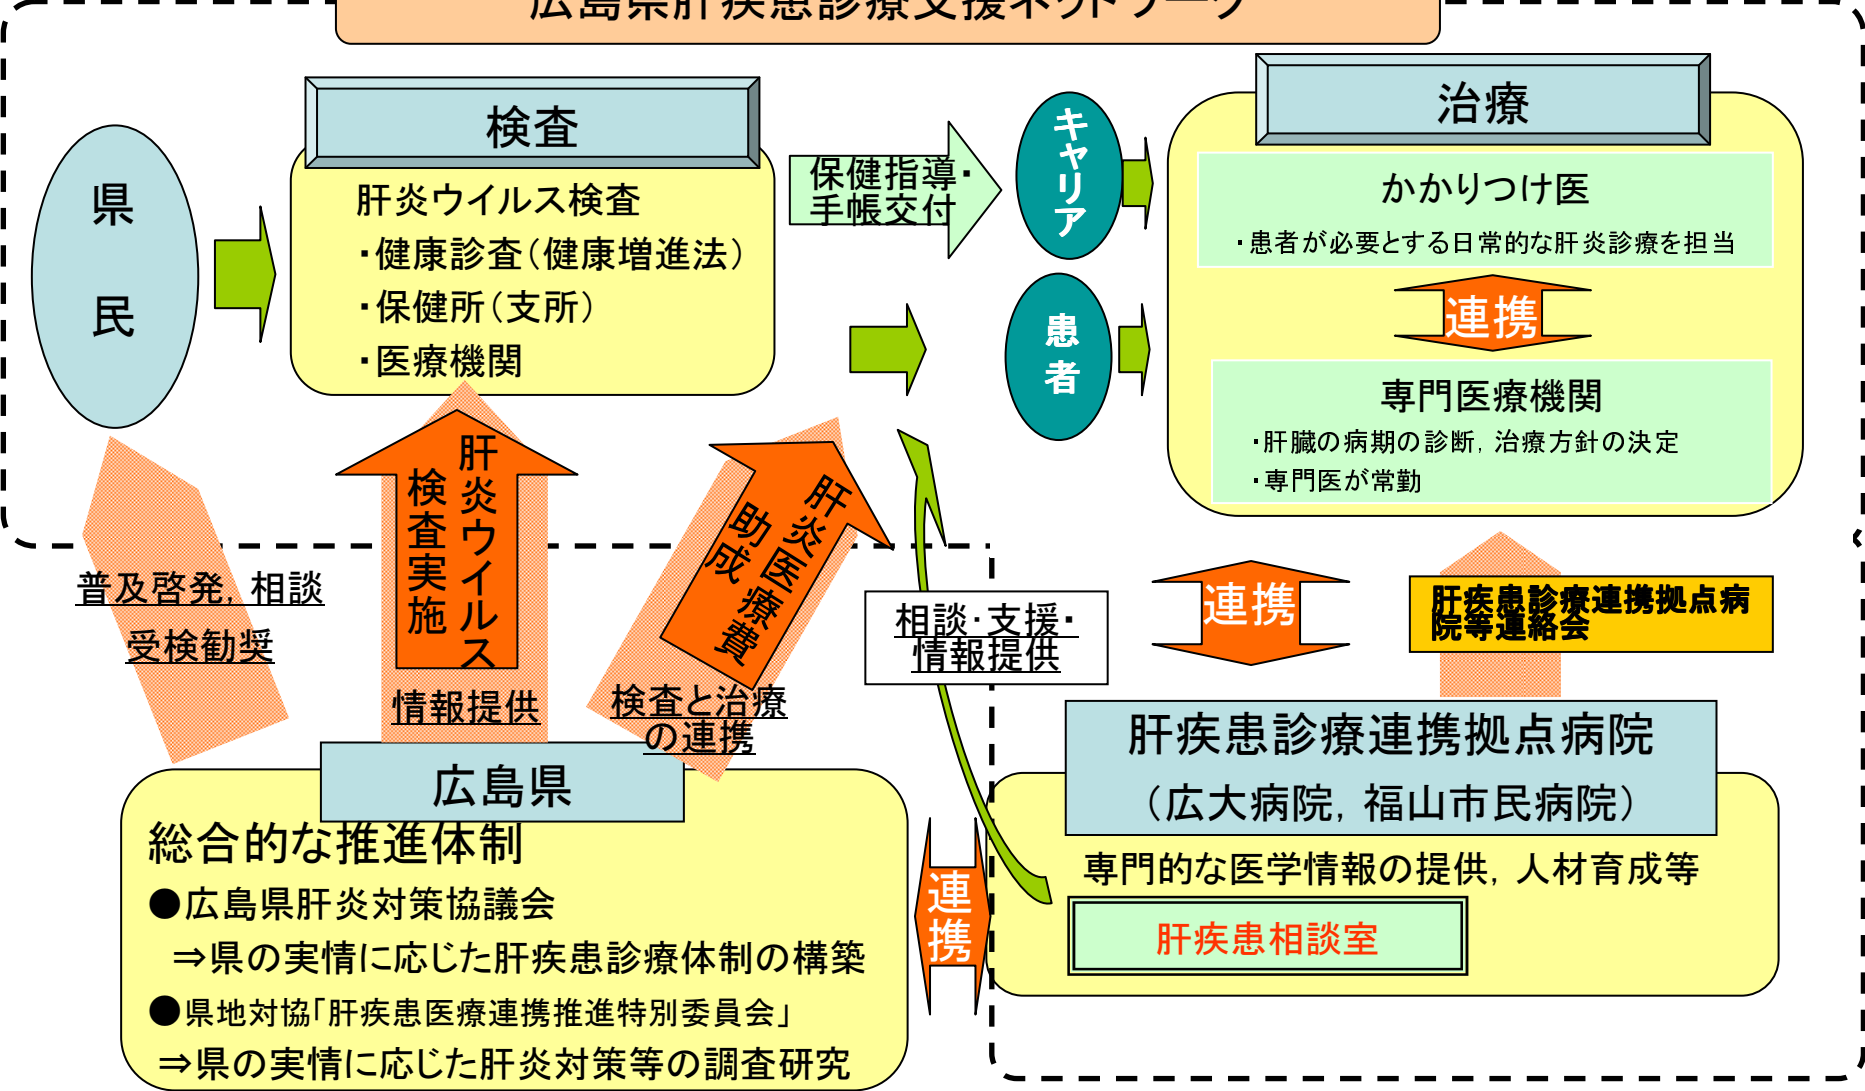 広島県肝疾患診療支援ネットワーク
検査
県
民
肝炎ウイルス検査
・健康診査（健康増進法）
・保健所（支所）
・医療機関
保健指導・
手帳交付
キャリア
患者
治療
かかりつけ医
・患者が必要とする日常的な肝炎診療を担当
連携
専門医療機関
・肝臓の病期の診断，治療方針の決定
・専門医が常勤
普及啓発，相談
受検勧奨
肝炎ウイルス
検査実施
情報提供
肝炎医療費
助成
検査と治療
の連携
相談・支援・
情報提供
連携
肝疾患診療連携拠点病
院等連絡会
広島県
総合的な推進体制
●広島県肝炎対策協議会
⇒県の実情に応じた肝疾患診療体制の構築
●県地対協「肝疾患医療連携推進特別委員会」
⇒県の実情に応じた肝炎対策等の調査研究
連携
肝疾患診療連携拠点病院
（広大病院，福山市民病院）
専門的な医学情報の提供，人材育成等
肝疾患相談室